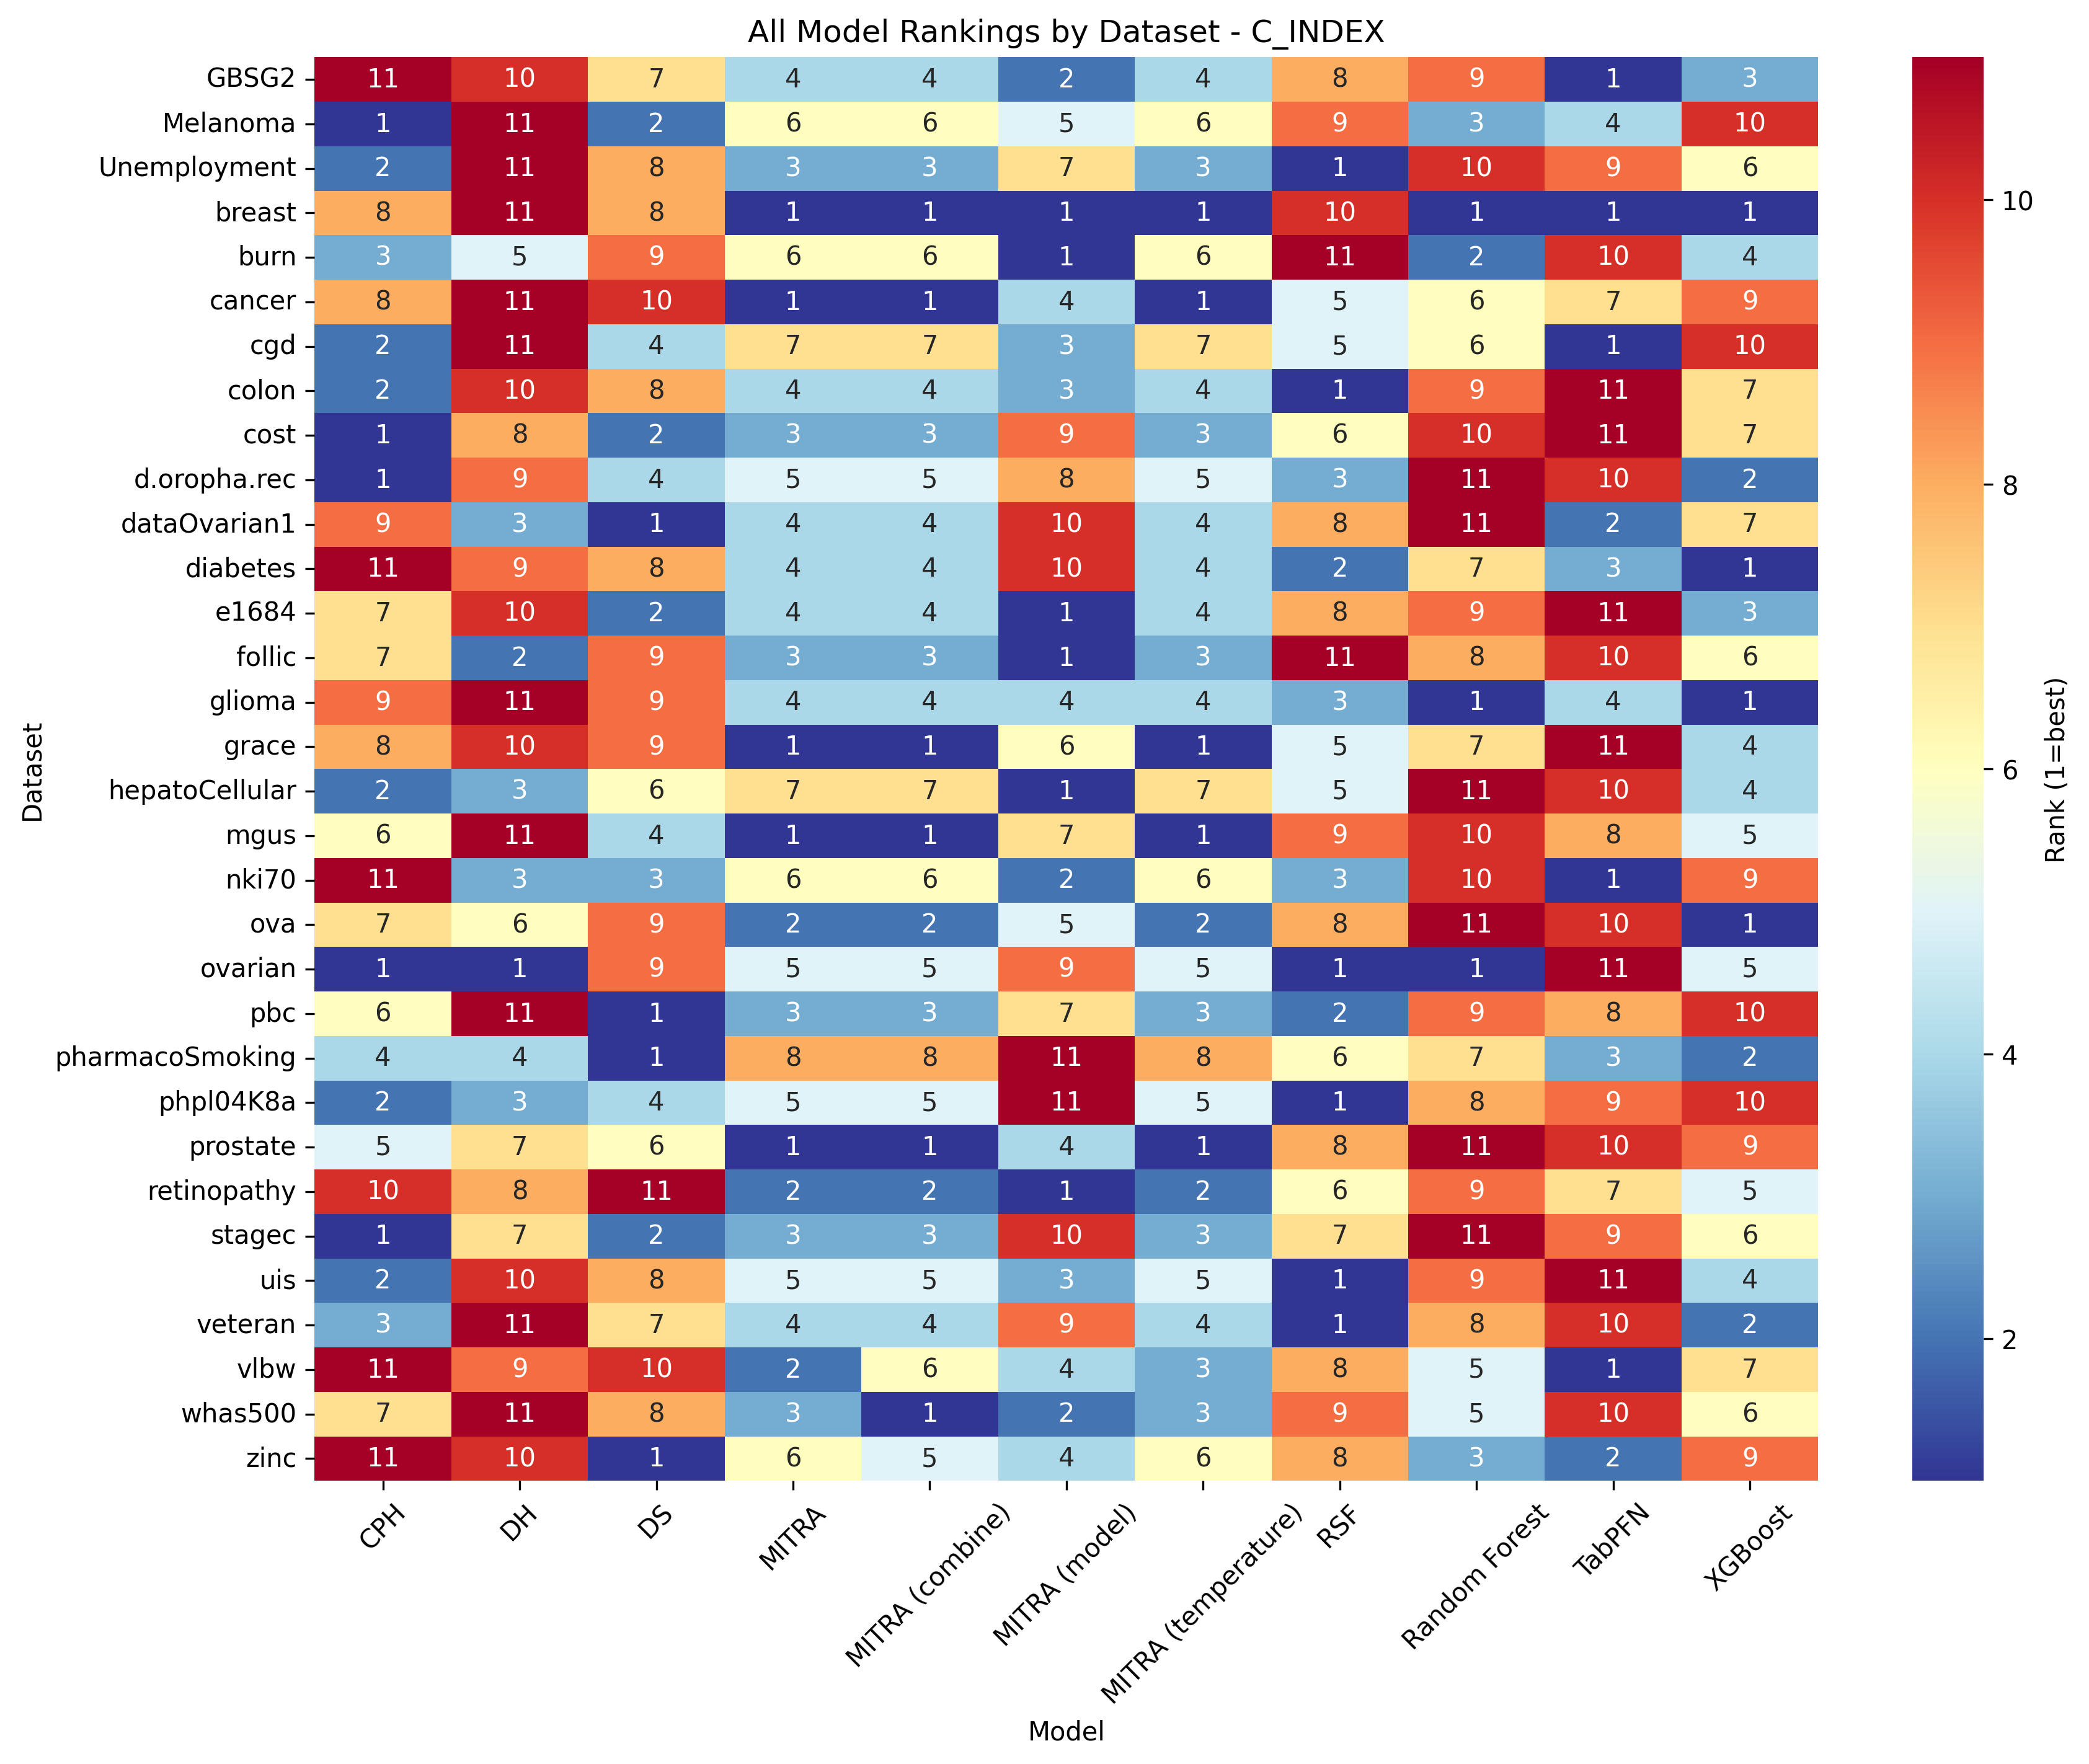 All Model Rankings by Dataset - C_INDEX
GBSG2 11 10 7 4 4 2 4 8 9 1 3
Melanoma 1 11 2 6 6 5 6 9 3 4 10
Unemployment 2 11 8 3 3 7 3 1 10 9 6
breast 8 11 8 1 1 1 1 10 1 1 1
burn 3 5 9 6 6 1 6 11 2 10 4
cancer 8 11 10 1 1 4 1 5 6 7 9
cgd 2 11 4 7 7 3 7 5 6 1 10
colon 2 10 8 4 4 3 4 1 9 11 7
cost 1 8 2 3 3 9 3 6 10 11 7
d.oropha.rec 1 9 4 5 5 8 5 3 11 10 2
dataOvarian1 9 3 1 4 4 10 4 8 11 2 7
diabetes 11 9 8 4 4 10 4 2 7 3 1
e1684 7 10 2 4 4 1 4 8 9 11 3
follic 7 2 9 3 3 1 3 11 8 10 6
glioma 9 11 9 4 4 4 4 3 1 4 1
grace 8 10 9 1 1 6 1 5 7 11 4
hepatoCellular 2 3 6 7 7 1 7 5 11 10 4
mgus 6 11 4 1 1 7 1 9 10 8 5
nki70 11 3 3 6 6 2 6 3 10 1 9
ova 7 6 9 2 2 5 2 8 11 10 1
ovarian 1 1 9 5 5 9 5 1 1 11 5
pbc 6 11 1 3 3 7 3 2 9 8 10
pharmacoSmoking 4 4 1 8 8 11 8 6 7 3 2
phpl04K8a 2 3 4 5 5 11 5 1 8 9 10
prostate 5 7 6 1 1 4 1 8 11 10 9
retinopathy 10 8 11 2 2 1 2 6 9 7 5
stagec 1 7 2 3 3 10 3 7 11 9 6
uis 2 10 8 5 5 3 5 1 9 11 4
veteran 3 11 7 4 4 9 4 1 8 10 2
vlbw 11 9 10 2 6 4 3 8 5 1 7
whas500 7 11 8 3 1 2 3 9 5 10 6
zinc 11 10 1 6 5 4 6 8 3 2 9
CPH DH DS MITRA MITRA (combine) MITRA (model) MITRA (temperature) RSF Random Forest TabPFN XGBoost
Model
Dataset
10
8
6
4
2
Rank (1=best)